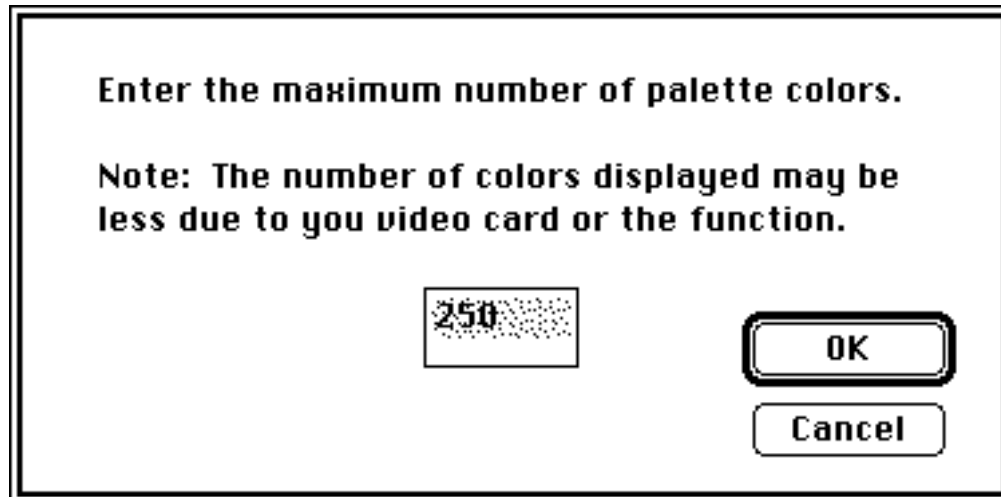 Enter the maximum number of palette colors.
Note: The number of colors displayed may be
less due to you video card or the function.
250
OK
Cancel